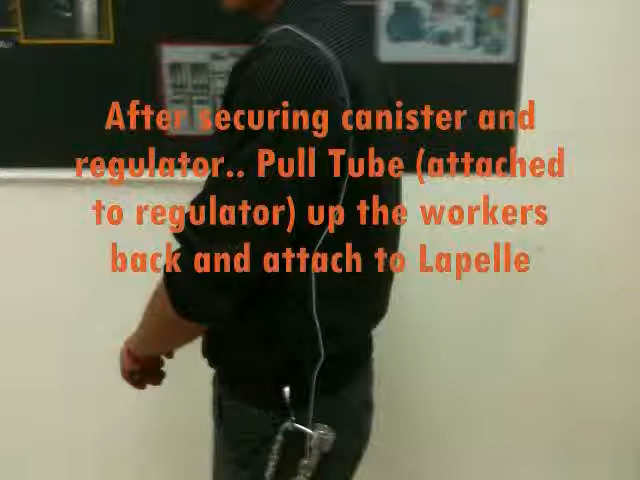 After securing canister and
regulator.. Pull Tube (attached
to regulator) up the workers
back and attach to Lapelle